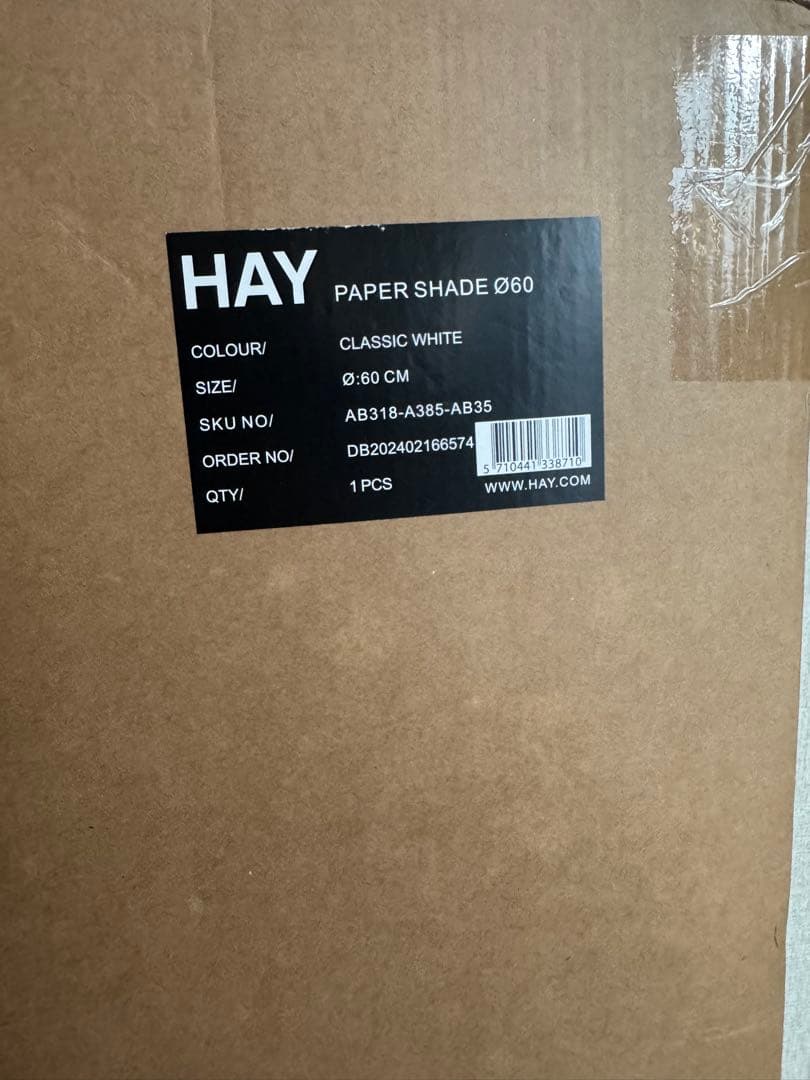 HAY PAPER SHADE Ø60
COLOUR/ CLASSIC WHITE
SIZE/ Ø:60 CM
SKU NO/ AB318-A385-AB35
ORDER NO/ DB202402166574
5 710441 338710
QTY/ 1 PCS
WWW.HAY.COM